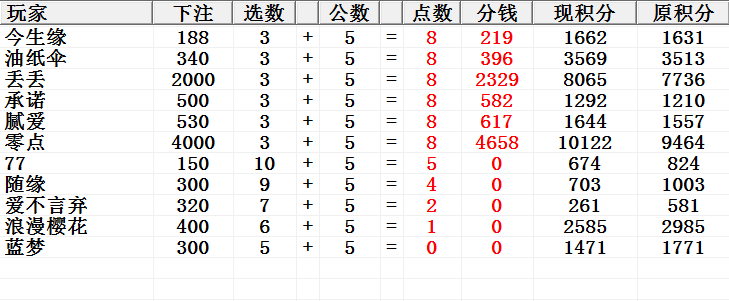 玩家 下注 选数 公数 点数 分钱 现积分 原积分
今生缘 188 3 + 5 = 8 219 1662 1631
油纸伞 340 3 + 5 = 8 396 3569 3513
丢丢 2000 3 + 5 = 8 2329 8065 7736
承诺 500 3 + 5 = 8 582 1292 1210
腻爱 530 3 + 5 = 8 617 1644 1557
零点 4000 3 + 5 = 8 4658 10122 9464
77 150 10 + 5 = 5 0 674 824
随缘 300 9 + 5 = 4 0 703 1003
爱不言弃 320 7 + 5 = 2 0 261 581
浪漫樱花 400 6 + 5 = 1 0 2585 2985
蓝梦 300 5 + 5 = 0 0 1471 1771